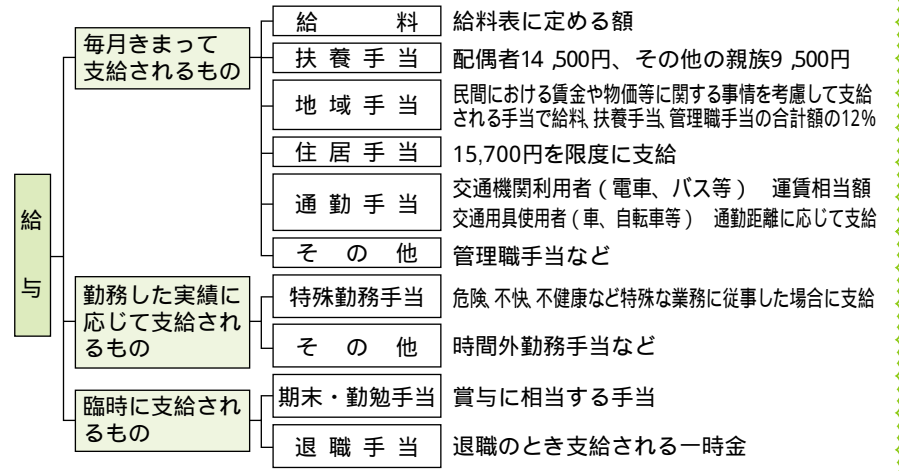 給与
毎月きまって
支給されるもの
給料
給料表に定める額
扶養手当
配偶者14,500円、その他の親族9,500円
地域手当
民間における賃金や物価等に関する事情を考慮して支給
される手当で給料、扶養手当、管理職手当の合計額の12%
住居手当
15,700円を限度に支給
通勤手当
交通機関利用者（電車、バス等）　運賃相当額
交通用具使用者（車、自転車等）　通勤距離に応じて支給
その他
管理職手当など
勤務した実績に
応じて支給され
るもの
特殊勤務手当
危険、不快、不健康など特殊な業務に従事した場合に支給
その他
時間外勤務手当など
臨時に支給され
るもの
期末・勤勉手当
賞与に相当する手当
退職手当
退職のとき支給される一時金